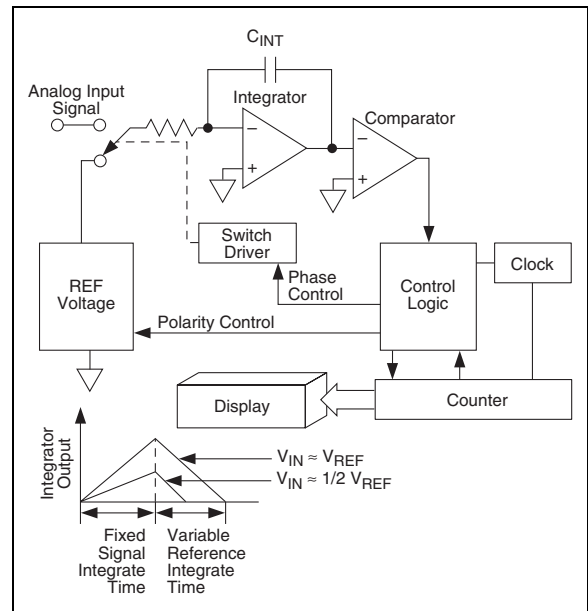 C_INT
Analog Input
Signal
Integrator
Comparator
–
+
–
+
Switch
Driver
REF
Voltage
Phase
Control
Control
Logic
Clock
Polarity Control
Display
Counter
Integrator
Output
V_IN ≈ V_REF
V_IN ≈ 1/2 V_REF
Fixed
Signal
Integrate
Time
Variable
Reference
Integrate
Time